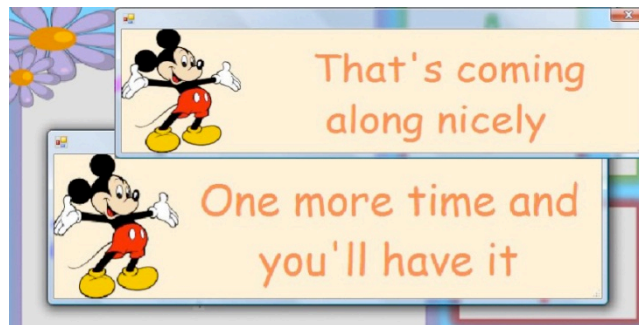 That's coming
along nicely
One more time and
you'll have it